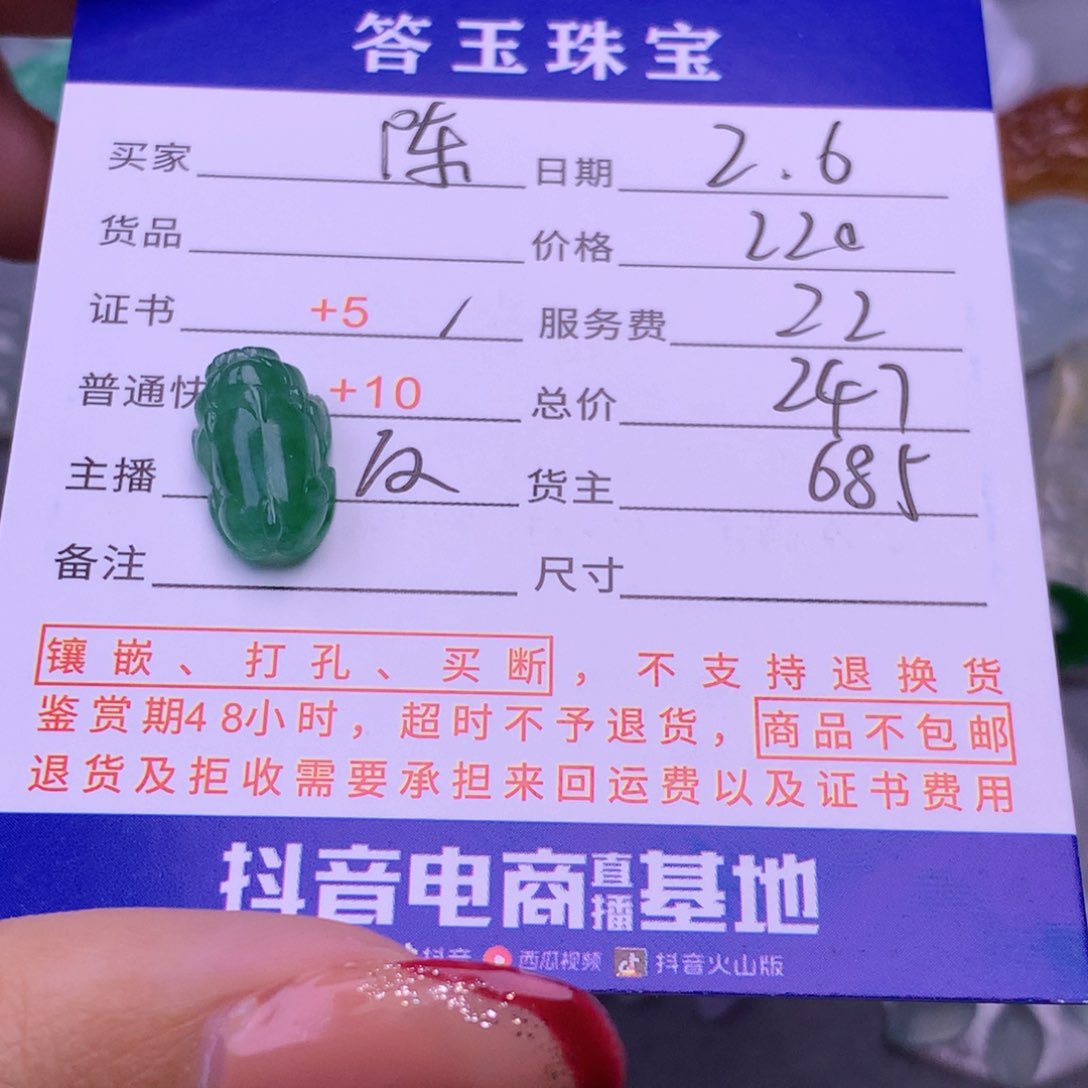 答玉珠宝
买家 陈 日期 2.6
货品 价格 220
证书 +5 / 服务费 22
普通快 +10 总价 247
主播 货主 685
备注 尺寸
镶嵌、打孔、买断，不支持退换货
鉴赏期48小时，超时不予退货，商品不包邮
退货及拒收需要承担来回运费以及证书费用
抖音电商直播基地
抖音 西瓜视频 抖音火山版